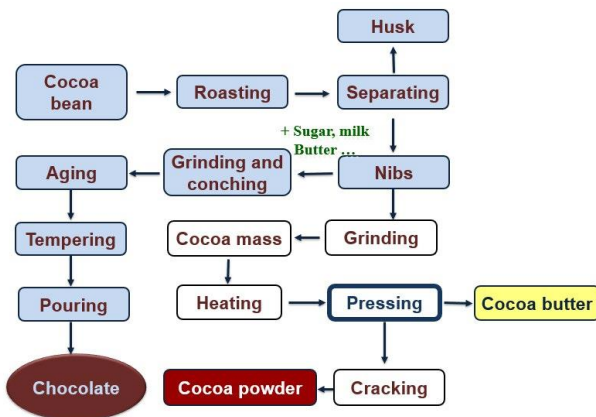 Husk
Cocoa
bean
Roasting
Separating
+ Sugar, milk
Butter ...
Aging
Grinding and
conching
Nibs
Tempering
Cocoa mass
Grinding
Pouring
Heating
Pressing
Cocoa butter
Chocolate
Cocoa powder
Cracking